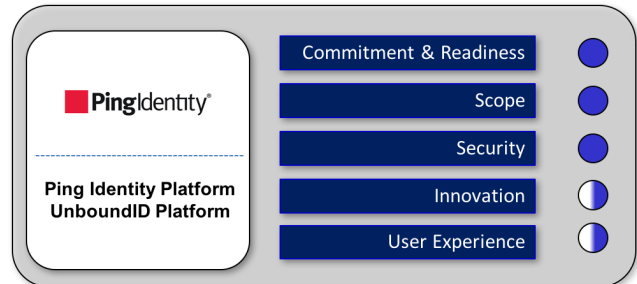 PingIdentity®
Ping Identity Platform
UnboundID Platform
Commitment & Readiness
Scope
Security
Innovation
User Experience